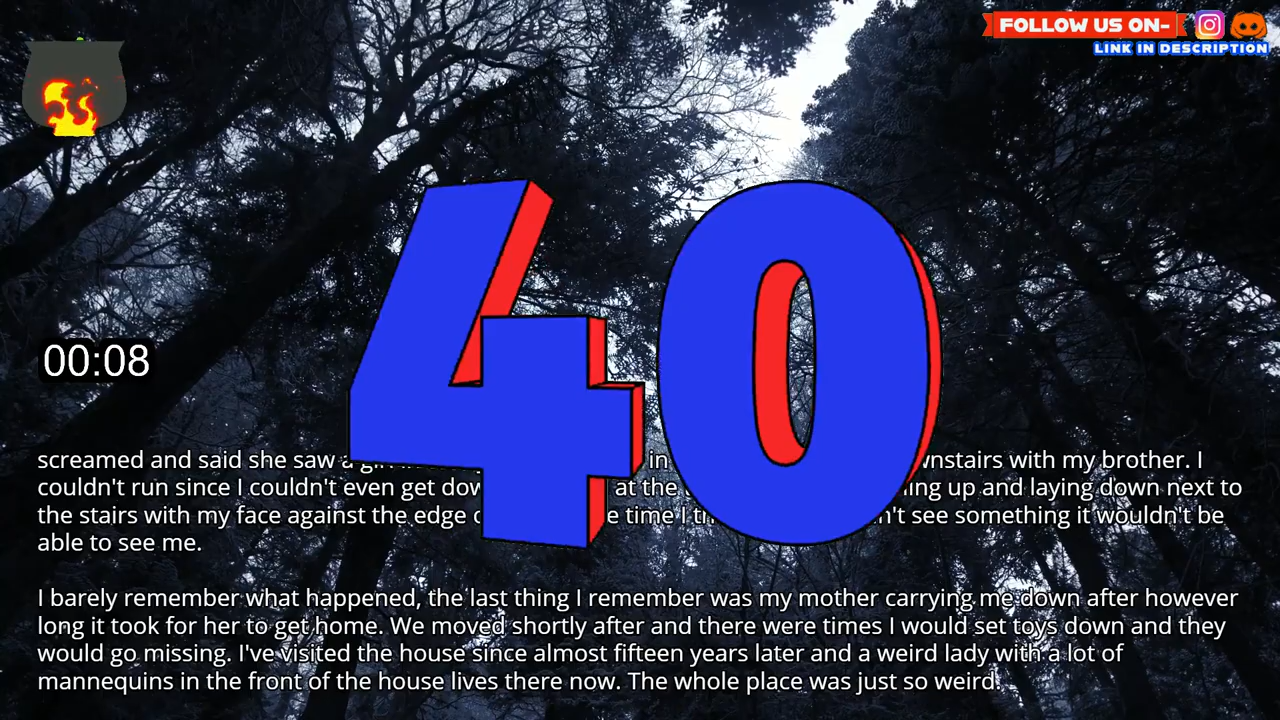 FOLLOW US ON-
LINK IN DESCRIPTION
40
00:08
screamed and said she saw a in wnstairs with my brother. I
couldn't run since I couldn't even get at the up and laying down next to
the stairs with my face against the edge time I see something it wouldn't be
able to see me.
I barely remember what happened, the last thing I remember was my mother carrying me down after however
long it took for her to get home. We moved shortly after and there were times I would set toys down and they
would go missing. I've visited the house since almost fifteen years later and a weird lady with a lot of
mannequins in the front of the house lives there now. The whole place was just so weird.